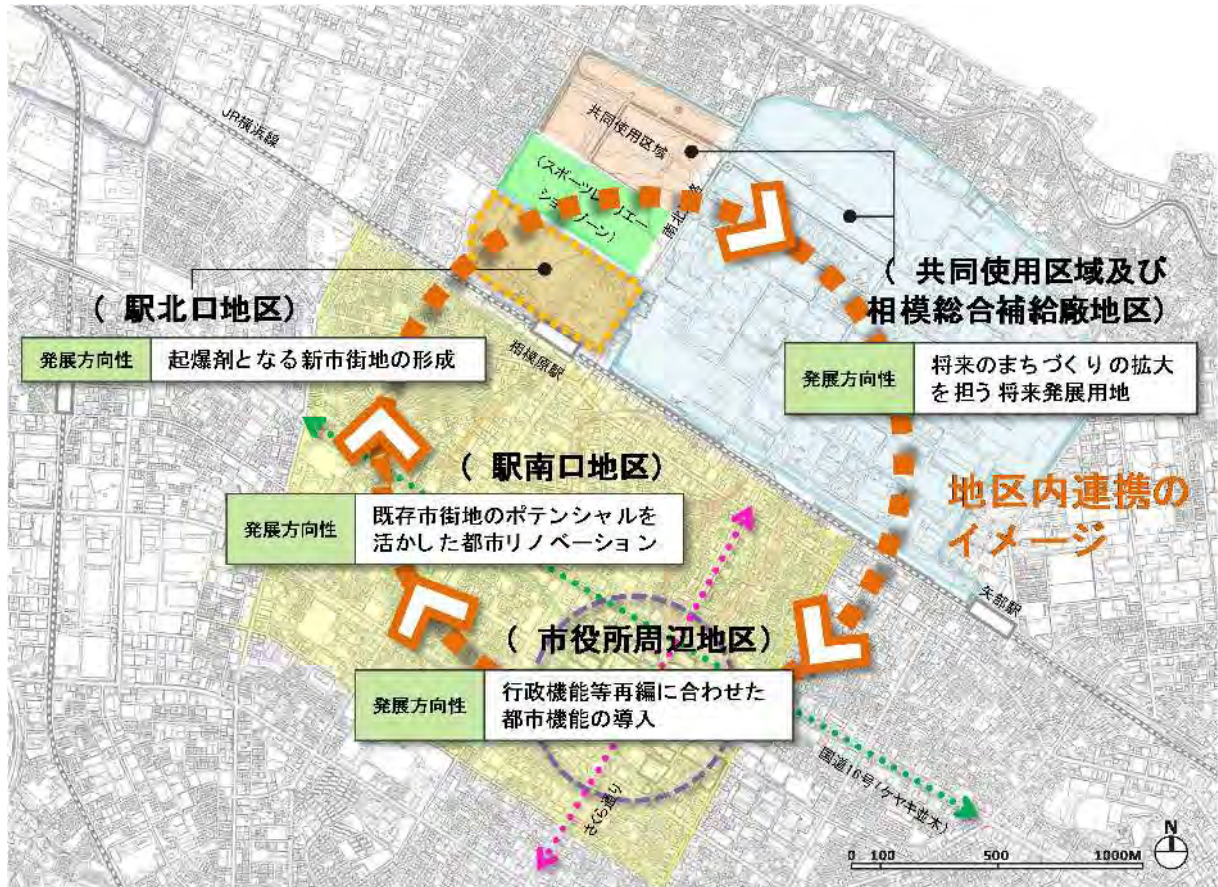 JR横浜線
共同使用区域
(スポーツレクリエー
ションゾーン)
( 駅北口地区)
発展方向性
起爆剤となる新市街地の形成
( 共同使用区域及び
相模総合補給廠地区)
発展方向性
将来のまちづくりの拡大
を担う将来発展用地
相模原駅
( 駅南口地区)
発展方向性
既存市街地のポテンシャルを
活かした都市リノベーション
地区内連携の
イメージ
矢部駅
( 市役所周辺地区)
発展方向性
行政機能等再編に合わせた
都市機能の導入
国道16号(ケヤキ並木)
さくら通り
N
0 100 500 1000M